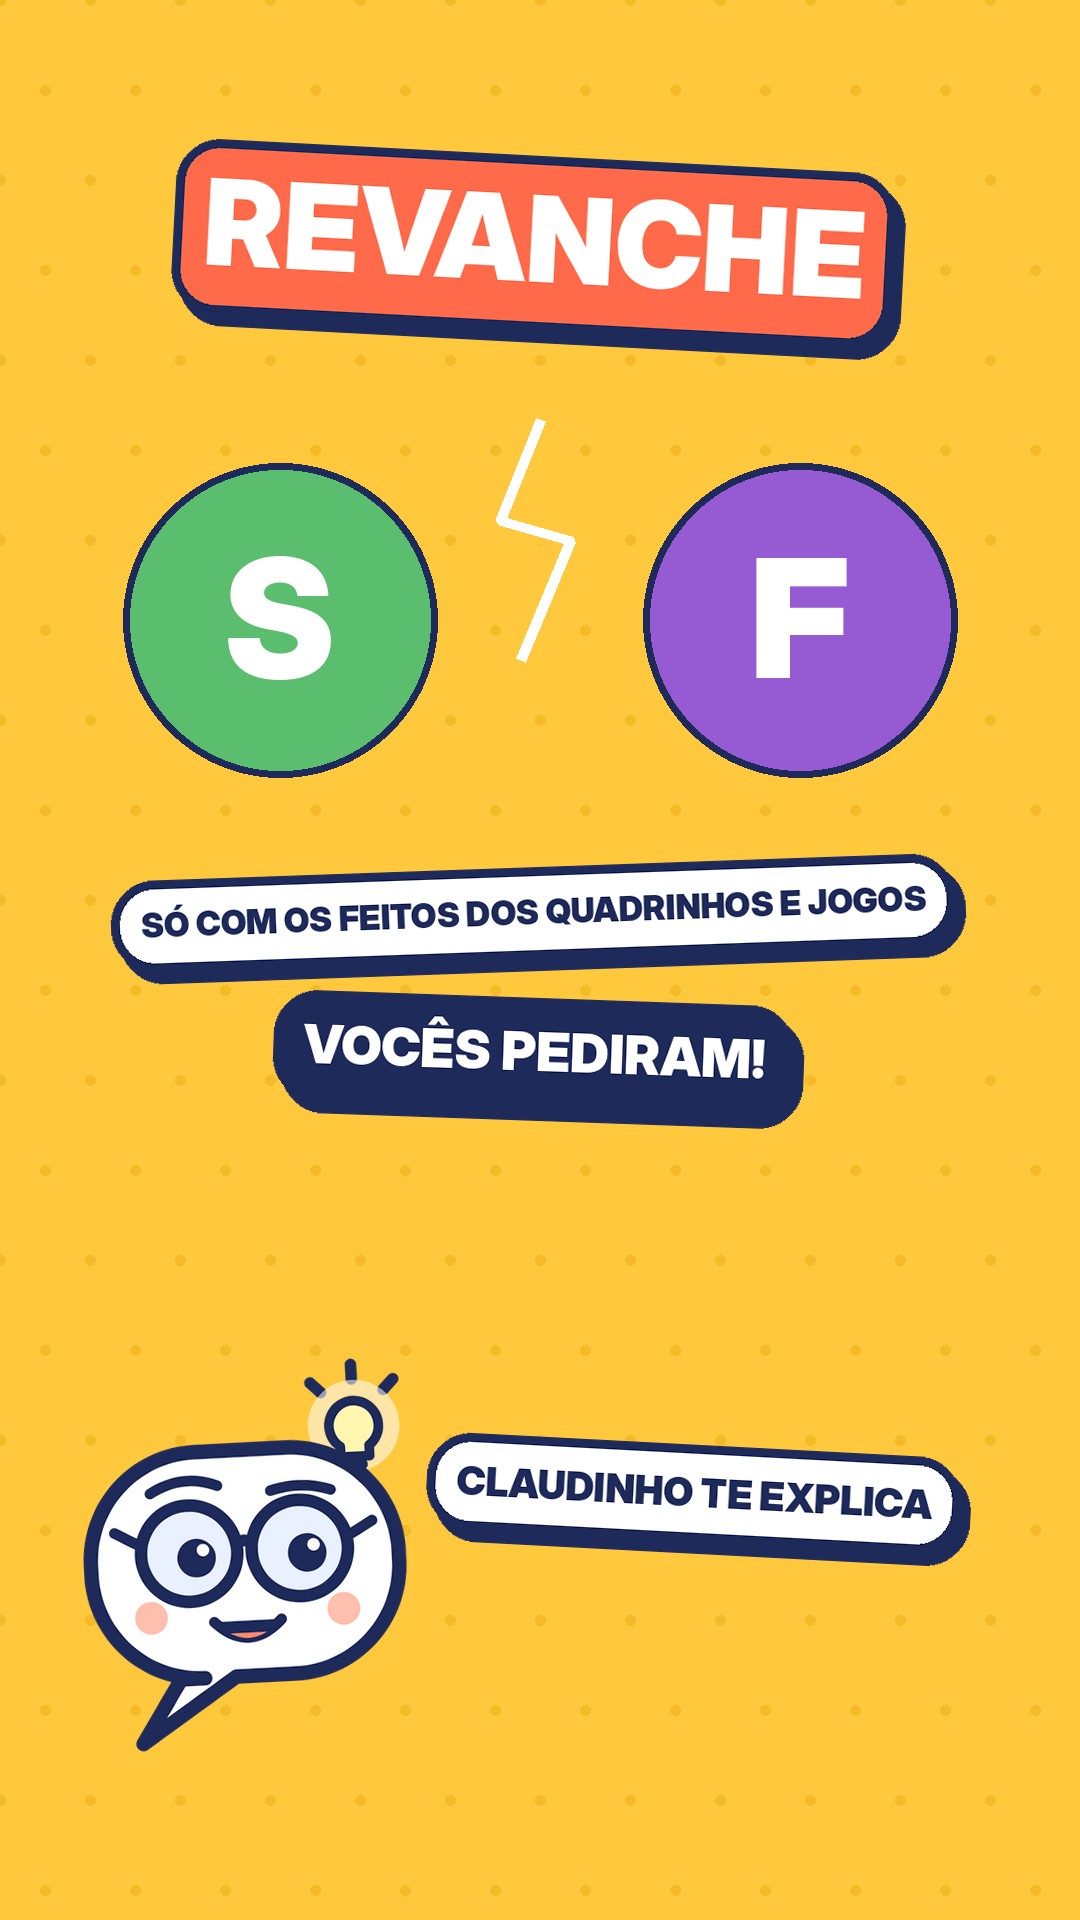 REVANCHE
S
F
SÓ COM OS FEITOS DOS QUADRINHOS E JOGOS
VOCÊS PEDIRAM!
CLAUDINHO TE EXPLICA